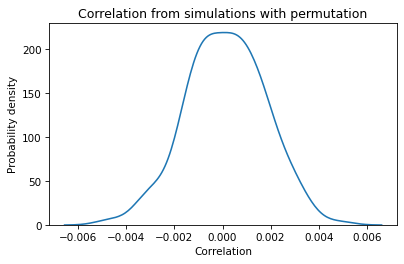 Correlation from simulations with permutation
Probability density
200
150
100
50
0
−0.006 −0.004 −0.002 0.000 0.002 0.004 0.006
Correlation